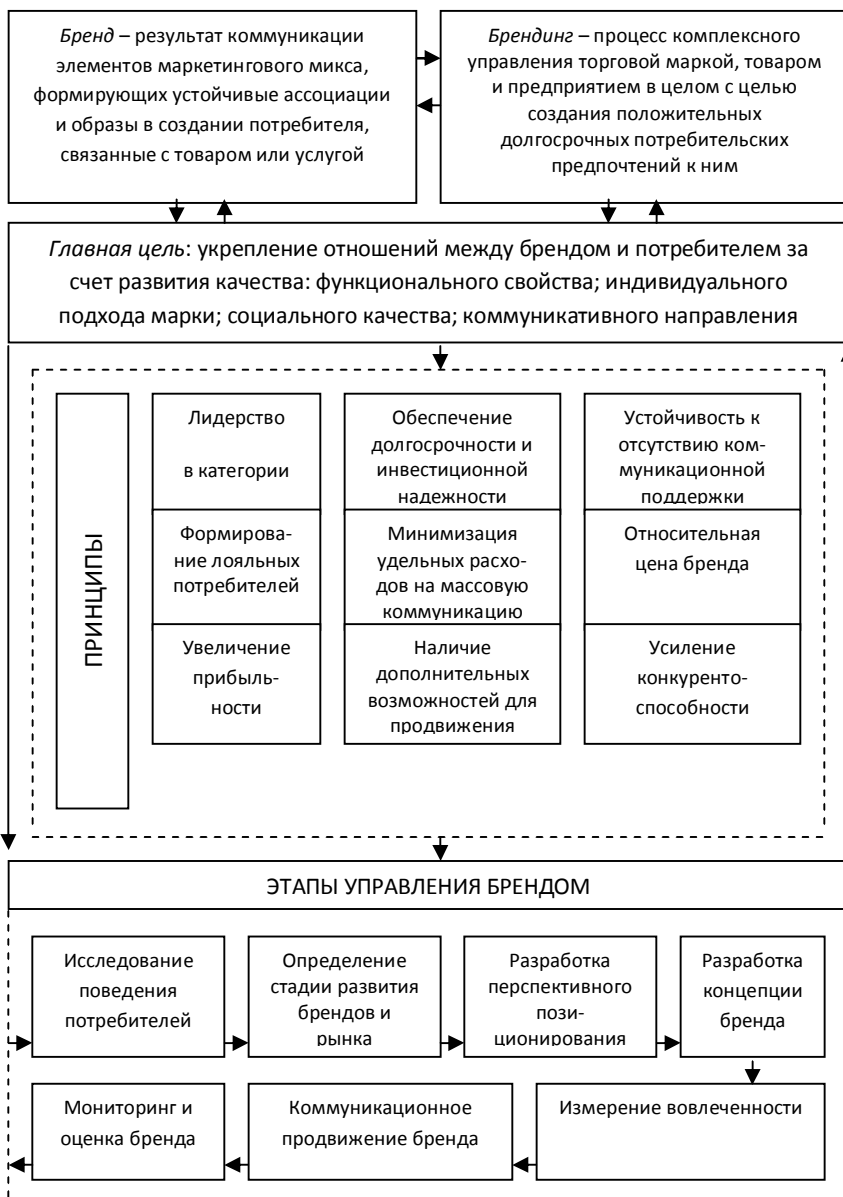 Бренд – результат коммуникации
элементов маркетингового микса,
формирующих устойчивые ассоциации
и образы в создании потребителя,
связанные с товаром или услугой
Брендинг – процесс комплексного
управления торговой маркой, товаром
и предприятием в целом с целью
создания положительных
долгосрочных потребительских
предпочтений к ним
Главная цель: укрепление отношений между брендом и потребителем за
счет развития качества: функционального свойства; индивидуального
подхода марки; социального качества; коммуникативного направления
ПРИНЦИПЫ
Лидерство
в категории
Обеспечение
долгосрочности и
инвестиционной
надежности
Устойчивость к
отсутствию ком-
муникационной
поддержки
Формирова-
ние лояльных
потребителей
Минимизация
удельных расхо-
дов на массовую
коммуникацию
Относительная
цена бренда
Увеличение
прибыль-
ности
Наличие
дополнительных
возможностей для
продвижения
Усиление
конкуренто-
способности
ЭТАПЫ УПРАВЛЕНИЯ БРЕНДОМ
Исследование
поведения
потребителей
Определение
стадии развития
брендов и
рынка
Разработка
перспективного
пози-
ционирования
Разработка
концепции
бренда
Мониторинг и
оценка бренда
Коммуникационное
продвижение бренда
Измерение вовлеченности